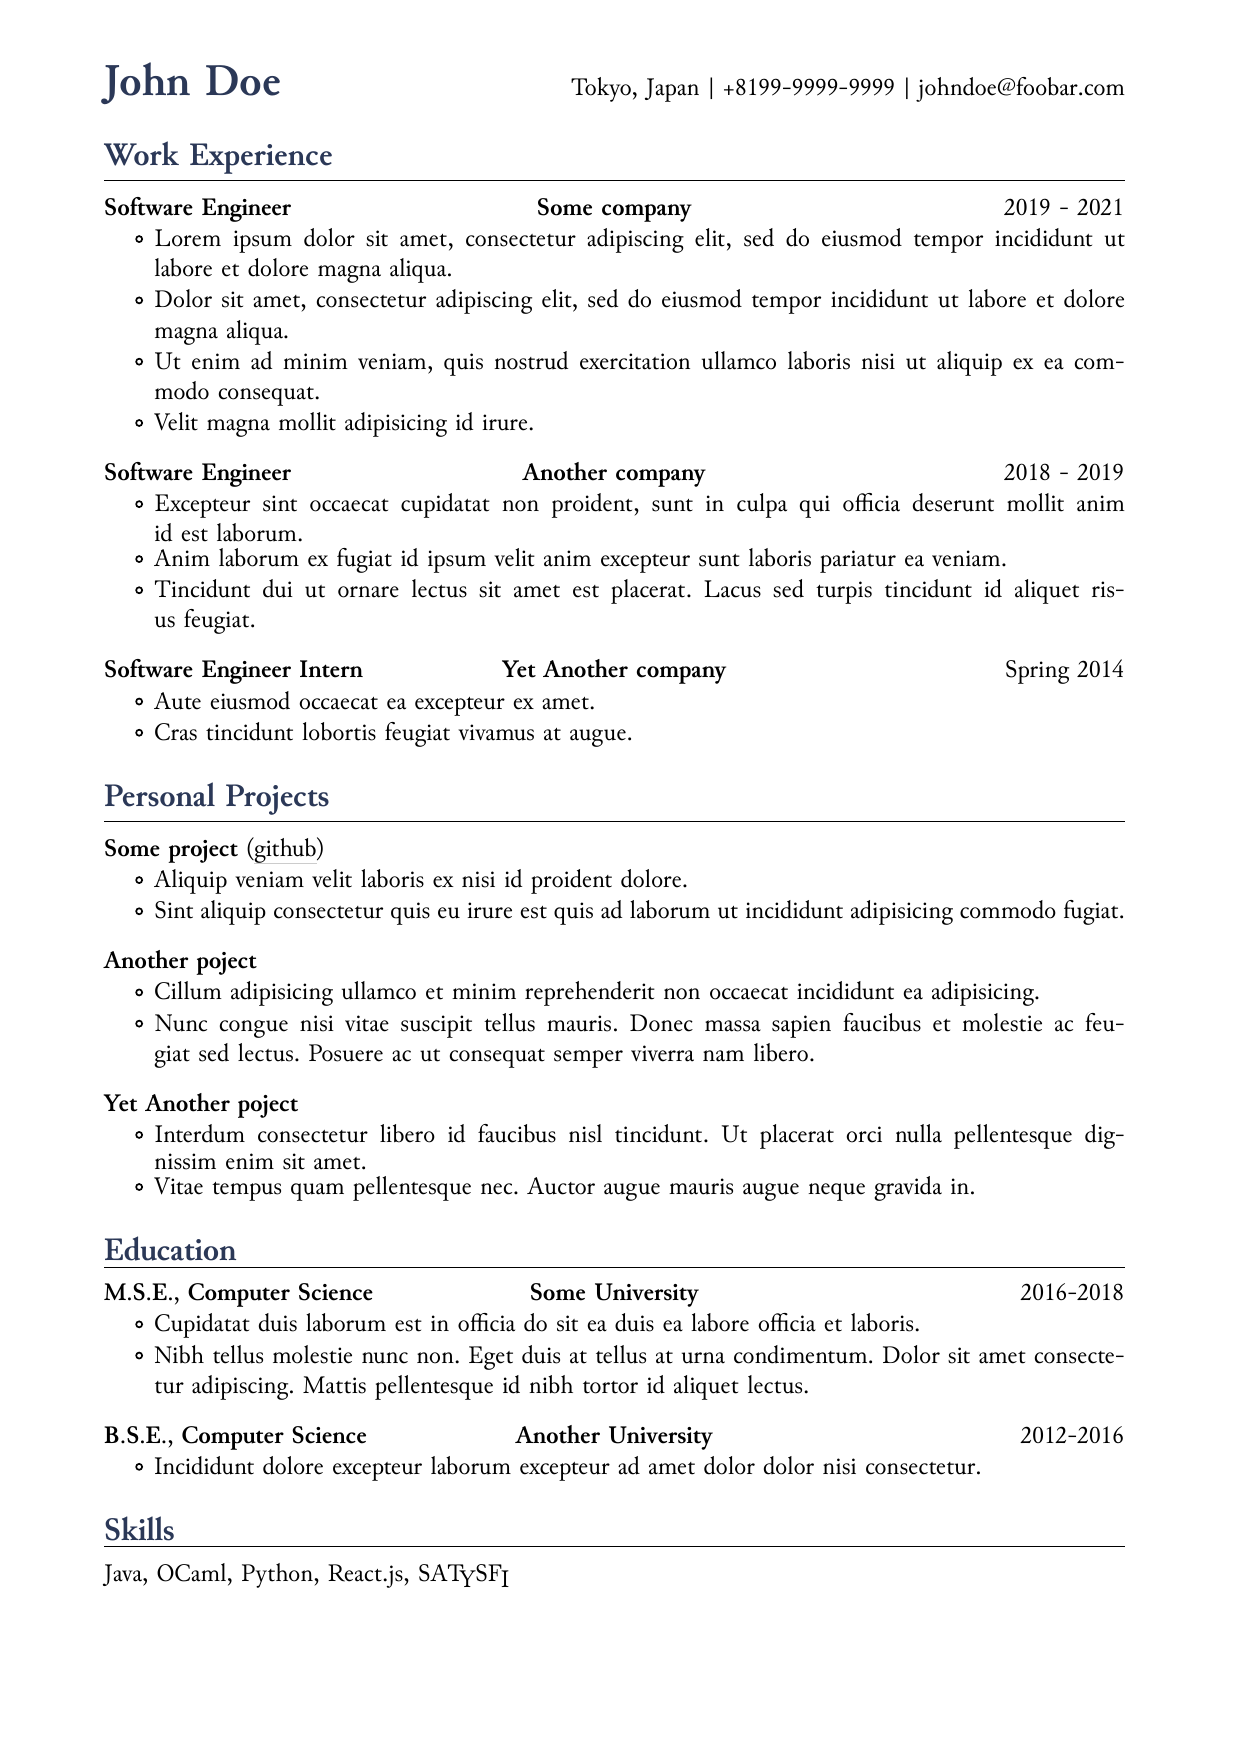 John Doe
Tokyo, Japan | +8199-9999-9999 | johndoe@foobar.com
Work Experience
Software Engineer Some company 2019 - 2021
∘ Lorem ipsum dolor sit amet, consectetur adipiscing elit, sed do eiusmod tempor incididunt ut
labore et dolore magna aliqua.
∘ Dolor sit amet, consectetur adipiscing elit, sed do eiusmod tempor incididunt ut labore et dolore
magna aliqua.
∘ Ut enim ad minim veniam, quis nostrud exercitation ullamco laboris nisi ut aliquip ex ea com-
modo consequat.
∘ Velit magna mollit adipisicing id irure.
Software Engineer Another company 2018 - 2019
∘ Excepteur sint occaecat cupidatat non proident, sunt in culpa qui officia deserunt mollit anim
id est laborum.
∘ Anim laborum ex fugiat id ipsum velit anim excepteur sunt laboris pariatur ea veniam.
∘ Tincidunt dui ut ornare lectus sit amet est placerat. Lacus sed turpis tincidunt id aliquet ris-
us feugiat.
Software Engineer Intern Yet Another company Spring 2014
∘ Aute eiusmod occaecat ea excepteur ex amet.
∘ Cras tincidunt lobortis feugiat vivamus at augue.
Personal Projects
Some project (github)
∘ Aliquip veniam velit laboris ex nisi id proident dolore.
∘ Sint aliquip consectetur quis eu irure est quis ad laborum ut incididunt adipisicing commodo fugiat.
Another poject
∘ Cillum adipisicing ullamco et minim reprehenderit non occaecat incididunt ea adipisicing.
∘ Nunc congue nisi vitae suscipit tellus mauris. Donec massa sapien faucibus et molestie ac feu-
giat sed lectus. Posuere ac ut consequat semper viverra nam libero.
Yet Another poject
∘ Interdum consectetur libero id faucibus nisl tincidunt. Ut placerat orci nulla pellentesque dig-
nissim enim sit amet.
∘ Vitae tempus quam pellentesque nec. Auctor augue mauris augue neque gravida in.
Education
M.S.E., Computer Science Some University 2016-2018
∘ Cupidatat duis laborum est in officia do sit ea duis ea labore officia et laboris.
∘ Nibh tellus molestie nunc non. Eget duis at tellus at urna condimentum. Dolor sit amet consecte-
tur adipiscing. Mattis pellentesque id nibh tortor id aliquet lectus.
B.S.E., Computer Science Another University 2012-2016
∘ Incididunt dolore excepteur laborum excepteur ad amet dolor dolor nisi consectetur.
Skills
Java, OCaml, Python, React.js, SATYSFI